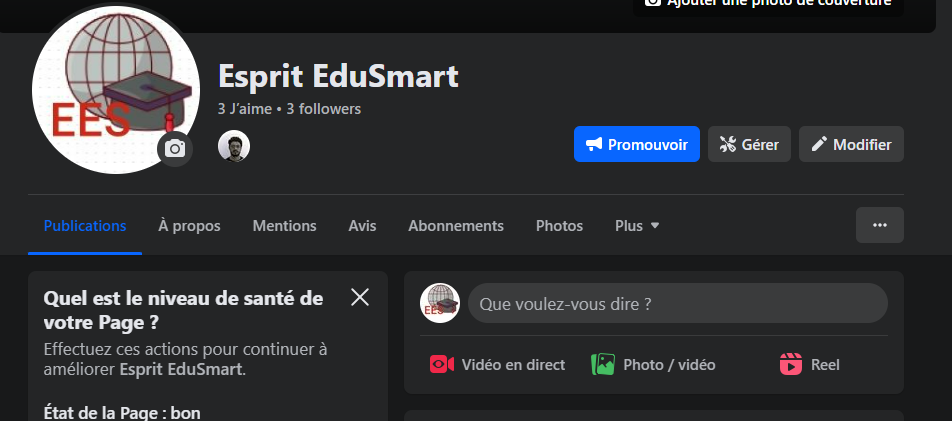 Ajouter une photo de couverture
EES
Esprit EduSmart
3 J'aime • 3 followers
Promouvoir
Gérer
Modifier
Publications
À propos
Mentions
Avis
Abonnements
Photos
Plus
Quel est le niveau de santé de
votre Page ?
Effectuez ces actions pour continuer à
améliorer Esprit EduSmart.
État de la Page : bon
EES
Que voulez-vous dire ?
Vidéo en direct
Photo / vidéo
Reel